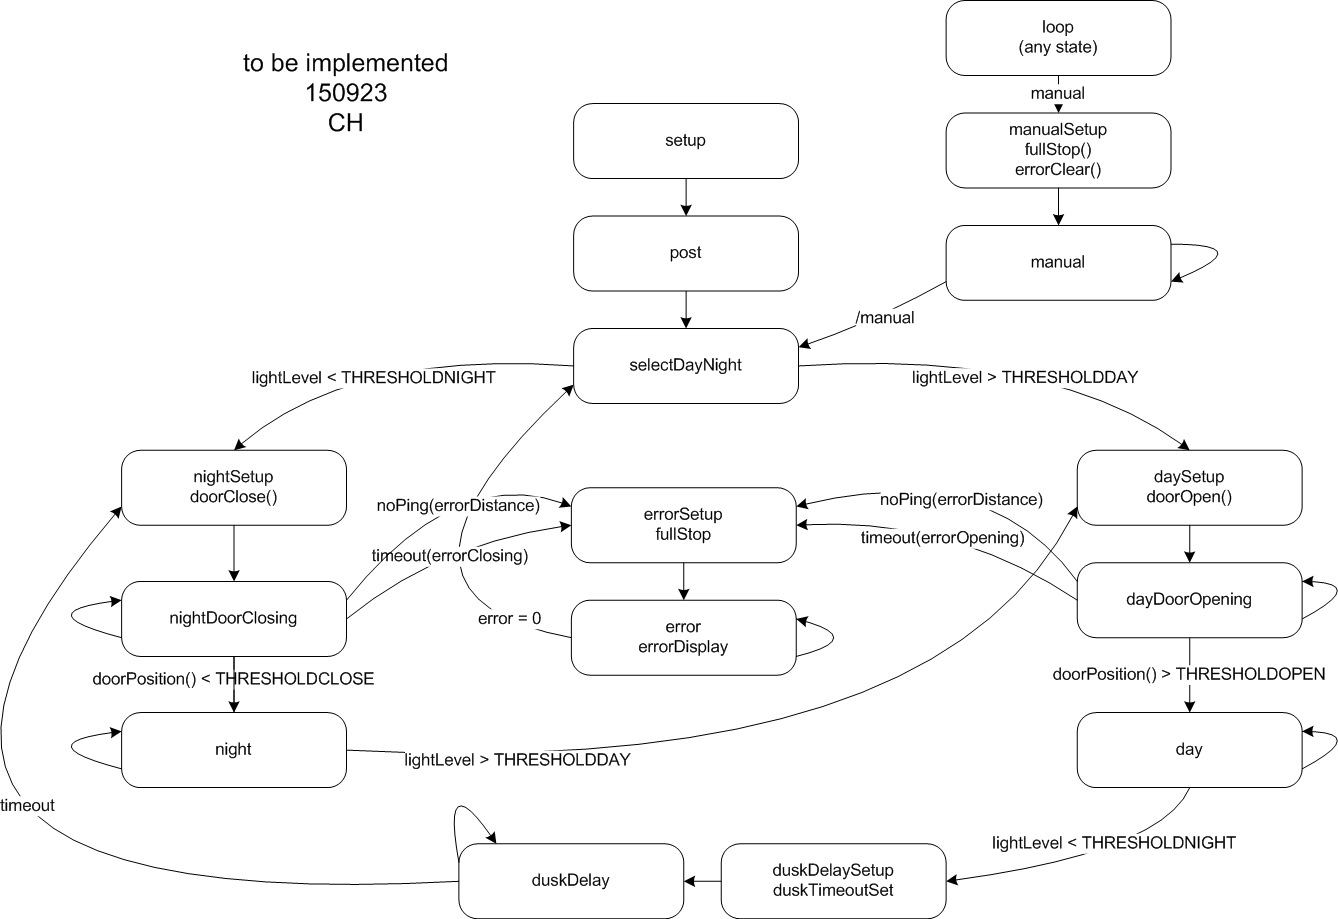 loop
(any state)
to be implemented
150923
CH
manual
manualSetup
fullStop()
errorClear()
setup
post
manual
/manual
selectDayNight
lightLevel < THRESHOLDNIGHT
lightLevel > THRESHOLDDAY
nightSetup
doorClose()
daySetup
doorOpen()
noPing(errorDistance)
errorSetup
fullStop
noPing(errorDistance)
timeout(errorClosing)
timeout(errorOpening)
nightDoorClosing
error = 0
error
errorDisplay
dayDoorOpening
doorPosition() < THRESHOLDCLOSE
doorPosition() > THRESHOLDOPEN
night
lightLevel > THRESHOLDDAY
day
timeout
lightLevel < THRESHOLDNIGHT
duskDelay
duskDelaySetup
duskTimeoutSet